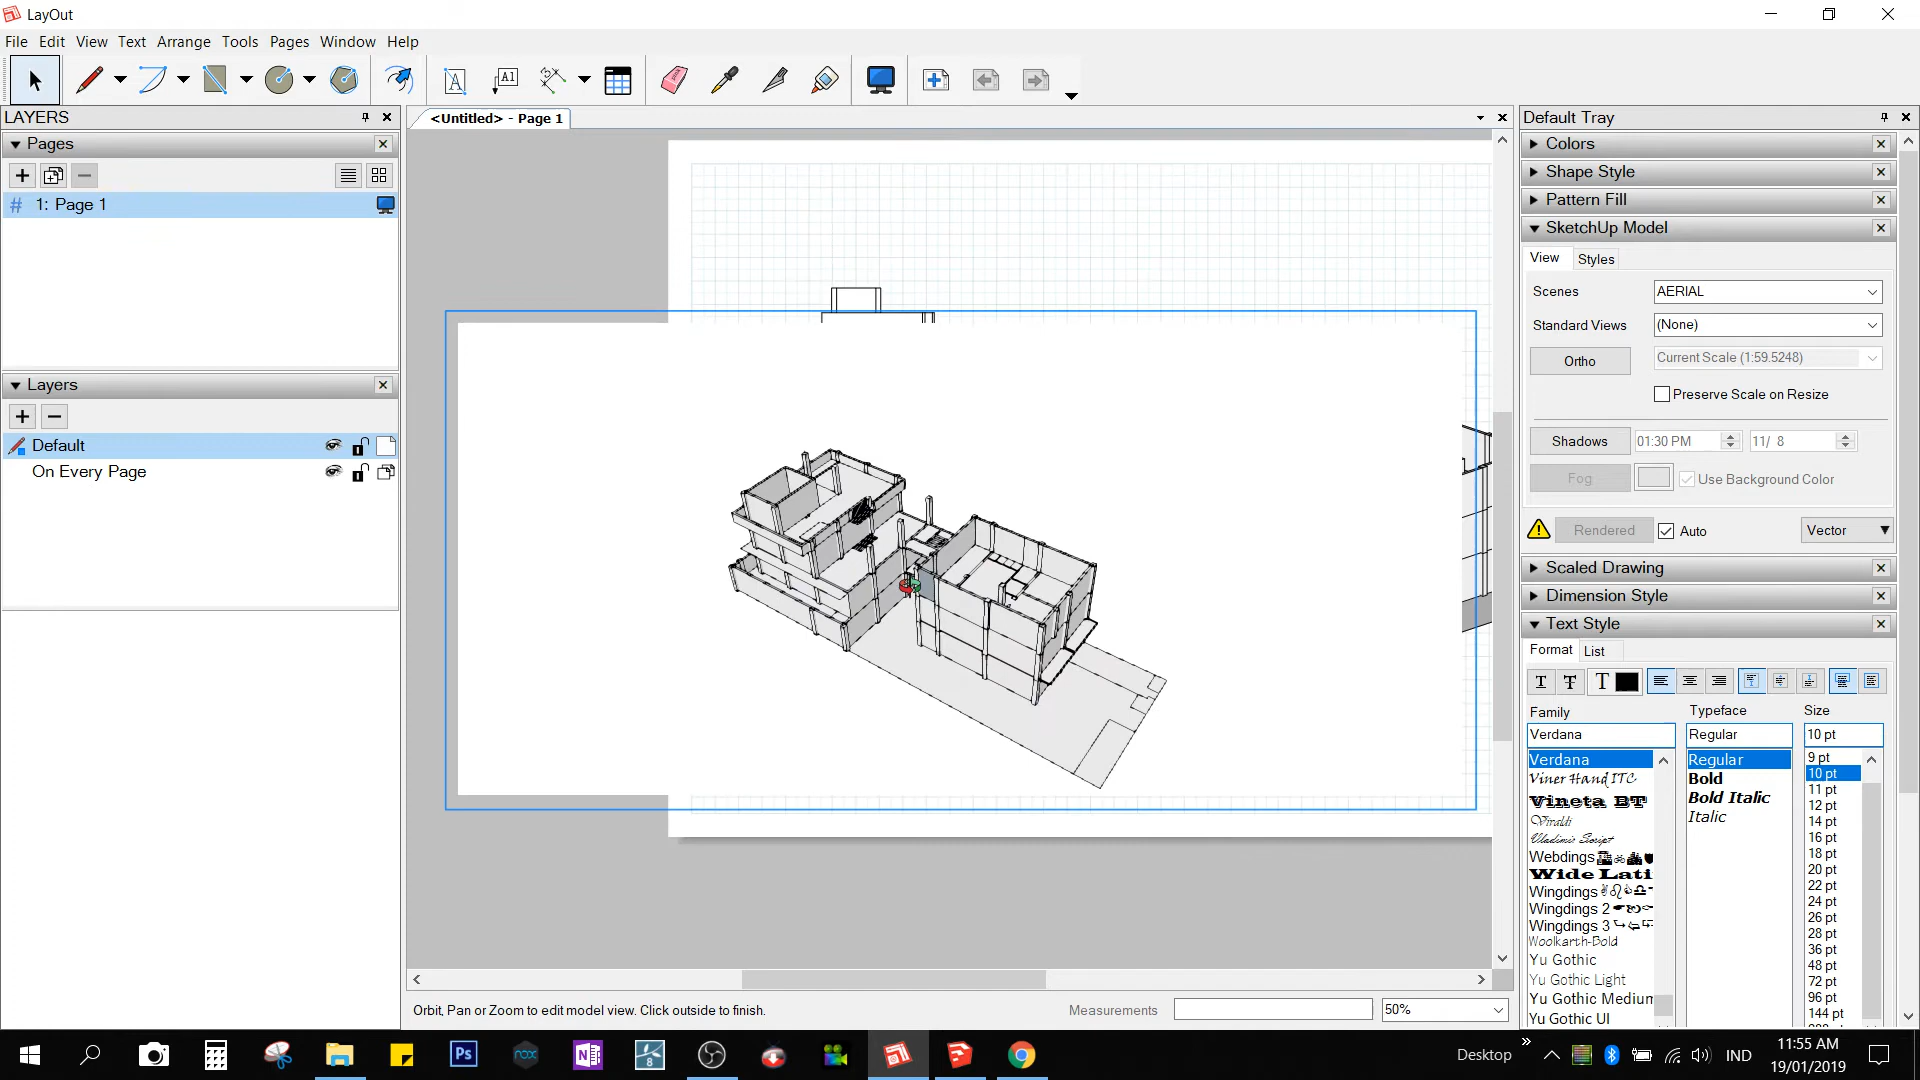 LayOut
File Edit View Text Arrange Tools Pages Window Help
A
A1
LAYERS
<Untitled> - Page 1
Default Tray
Pages
# 1: Page 1
Layers
Default
On Every Page
Colors
Shape Style
Pattern Fill
SketchUp Model
View Styles
Scenes AERIAL
Standard Views (None)
Ortho Current Scale (1:59.5248)
Preserve Scale on Resize
Shadows 01:30 PM 11/ 8
Fog Use Background Color
Rendered Auto Vector
Scaled Drawing
Dimension Style
Text Style
Format List
T T T
Family Typeface Size
Verdana Regular 10 pt
Verdana Regular 9 pt
Viner Hand ITC Bold 10 pt
Vineta BT Bold Italic 11 pt
Vivaldi Italic 12 pt
Vladimir Script 14 pt
Webdings 16 pt
Wide Lati 18 pt
Wingdings 20 pt
Wingdings 2 22 pt
Wingdings 3 24 pt
Woolkarth-Bold 26 pt
Yu Gothic 28 pt
Yu Gothic Light 36 pt
Yu Gothic Medium 48 pt
Yu Gothic UI 72 pt
96 pt
144 pt
Orbit, Pan or Zoom to edit model view. Click outside to finish.
Measurements 50%
Ps nox N 8
Desktop » IND 11:55 AM
19/01/2019